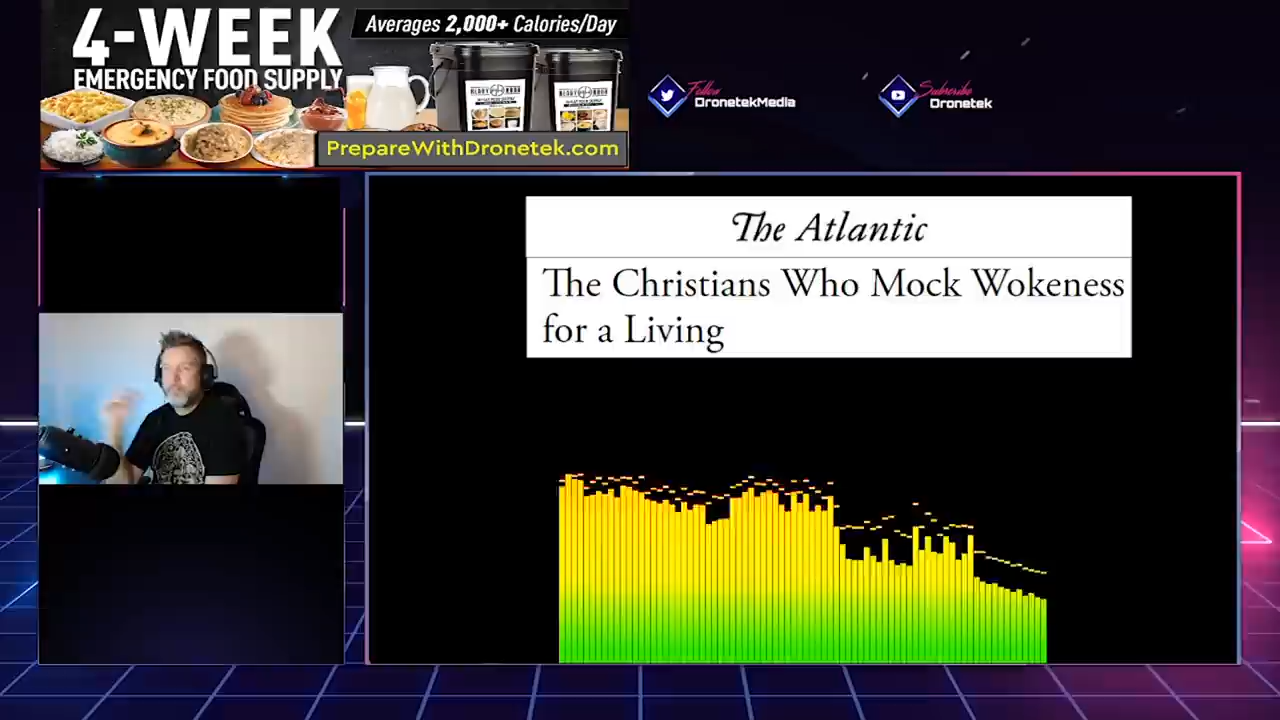 4-WEEK
EMERGENCY FOOD SUPPLY
Averages 2,000+ Calories/Day
PrepareWithDronetek.com
Follow
DronetekMedia
Subscribe
Dronetek
The Atlantic
The Christians Who Mock Wokeness
for a Living